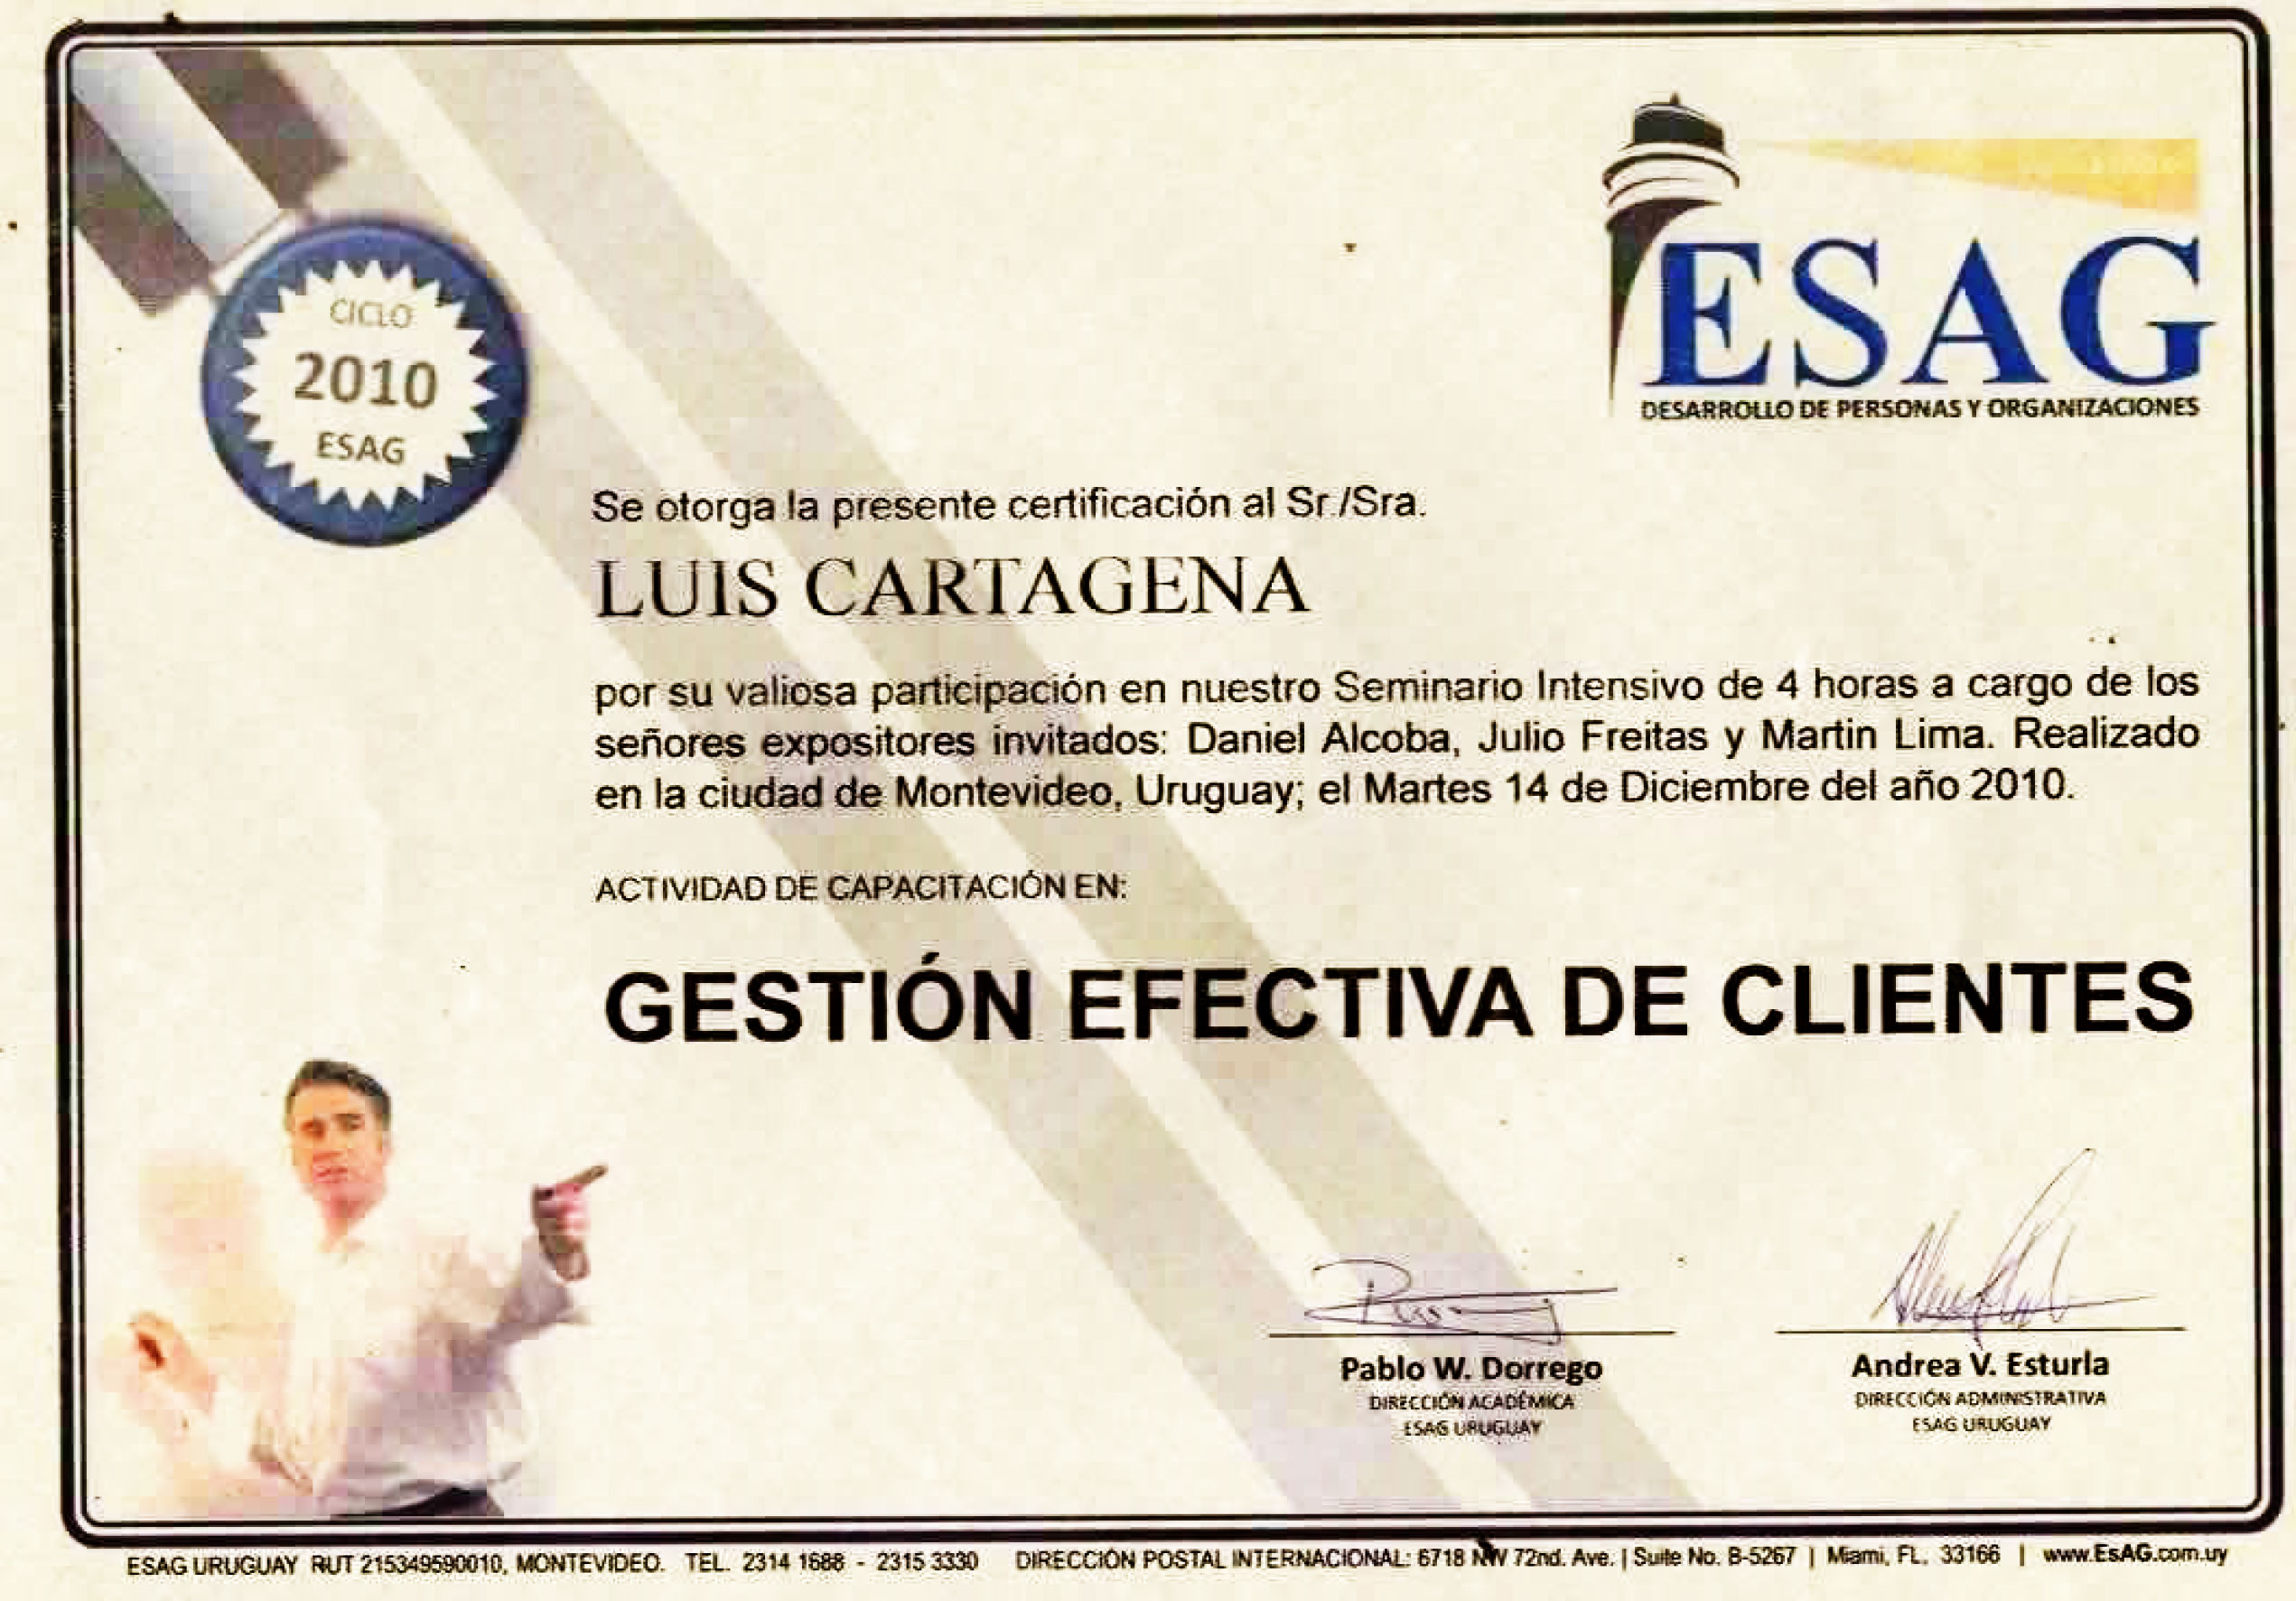 CICLO
2010
ESAG
ESAG
DESARROLLO DE PERSONAS Y ORGANIZACIONES
Se otorga la presente certificación al Sr./Sra.
LUIS CARTAGENA
por su valiosa participación en nuestro Seminario Intensivo de 4 horas a cargo de los
señores expositores invitados: Daniel Alcoba, Julio Freitas y Martin Lima. Realizado
en la ciudad de Montevideo, Uruguay; el Martes 14 de Diciembre del año 2010.
ACTIVIDAD DE CAPACITACIÓN EN:
GESTIÓN EFECTIVA DE CLIENTES
Pablo W. Dorrego
DIRECCIÓN ACADÉMICA
ESAG URUGUAY
Andrea V. Esturla
DIRECCIÓN ADMINISTRATIVA
ESAG URUGUAY
ESAG URUGUAY RUT 215349590010, MONTEVIDEO. TEL. 2314 1688 - 2315 3330 DIRECCIÓN POSTAL INTERNACIONAL: 6718 NW 72nd. Ave. | Suite No. B-5267 | Miami, FL. 33166 | www.EsAG.com.uy